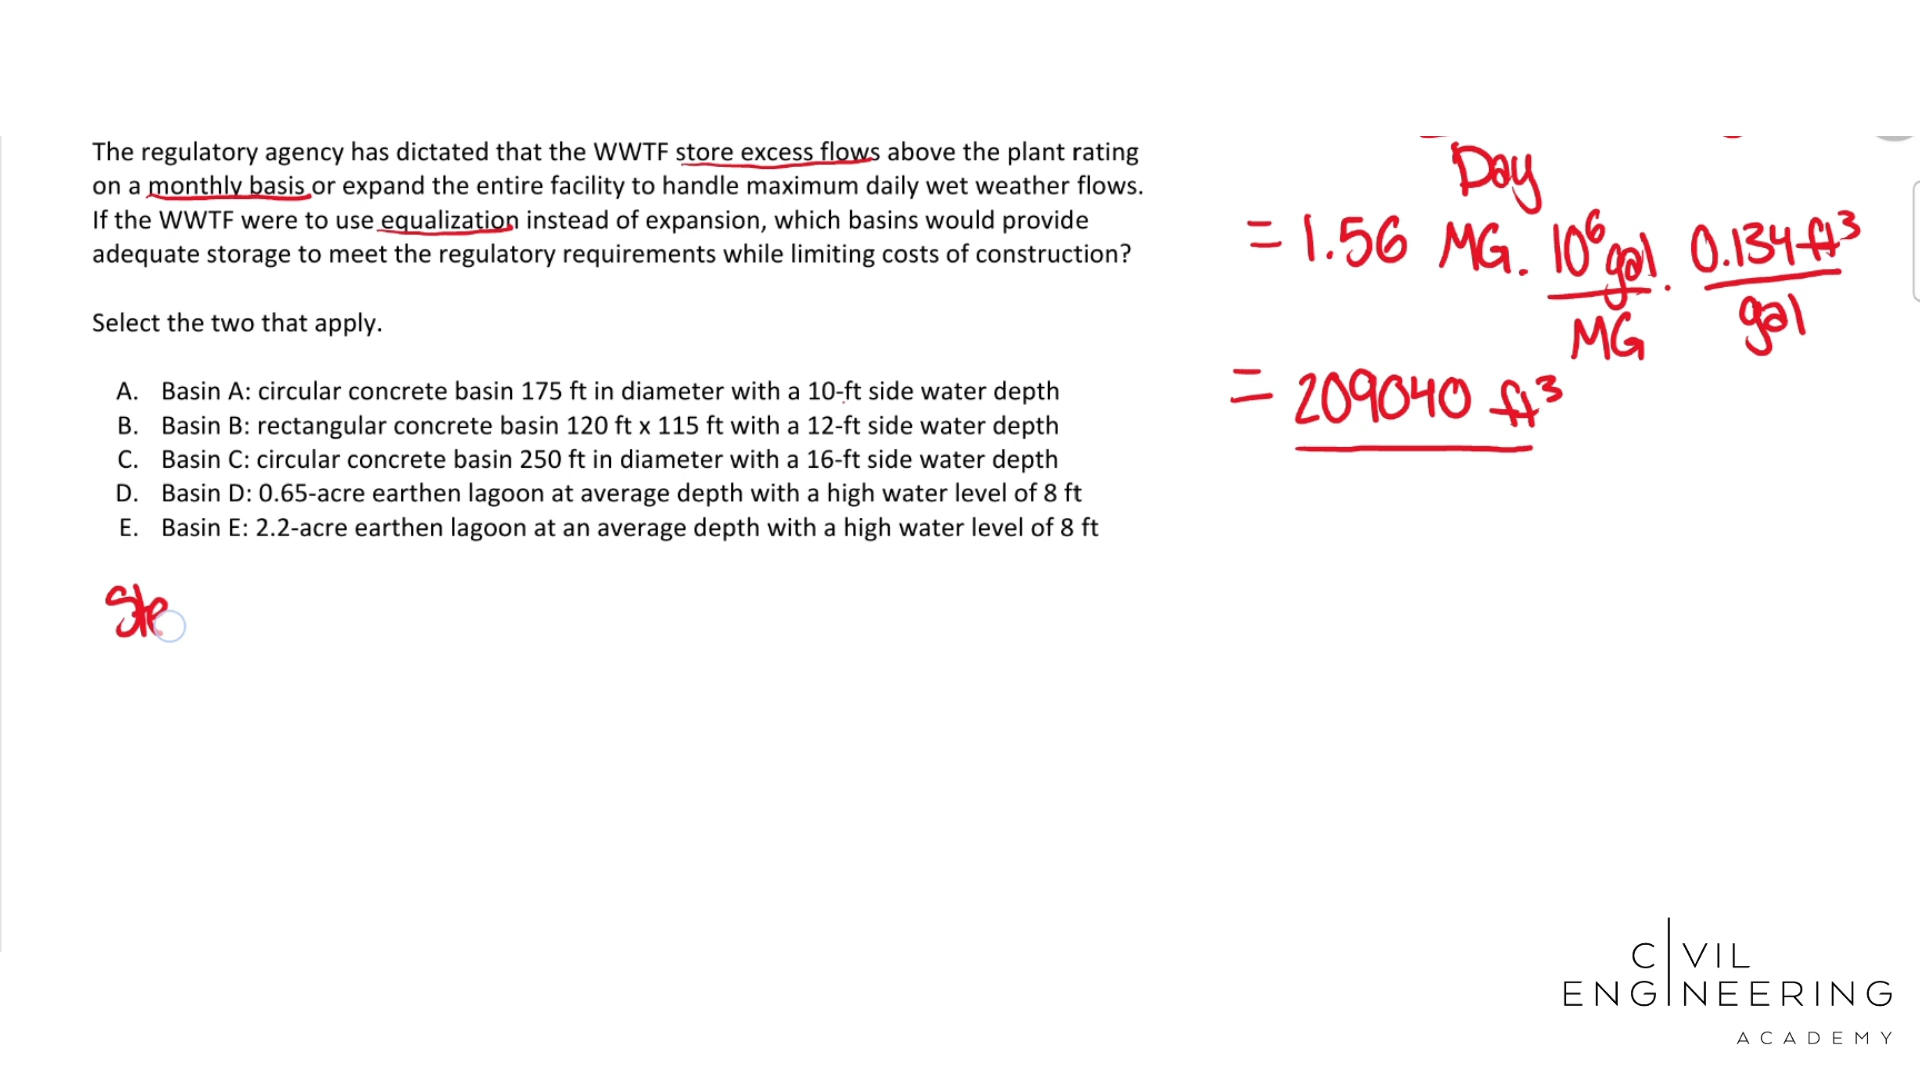 The regulatory agency has dictated that the WWTF store excess flows above the plant rating
on a monthly basis or expand the entire facility to handle maximum daily wet weather flows.
If the WWTF were to use equalization instead of expansion, which basins would provide
adequate storage to meet the regulatory requirements while limiting costs of construction?
Select the two that apply.
A. Basin A: circular concrete basin 175 ft in diameter with a 10-ft side water depth
B. Basin B: rectangular concrete basin 120 ft x 115 ft with a 12-ft side water depth
C. Basin C: circular concrete basin 250 ft in diameter with a 16-ft side water depth
D. Basin D: 0.65-acre earthen lagoon at average depth with a high water level of 8 ft
E. Basin E: 2.2-acre earthen lagoon at an average depth with a high water level of 8 ft
Ste
Day
= 1.56 MG. 10⁶ gal . 0.134 ft³
MG gal
= 209040 ft³
CIVIL
ENGINEERING
ACADEMY